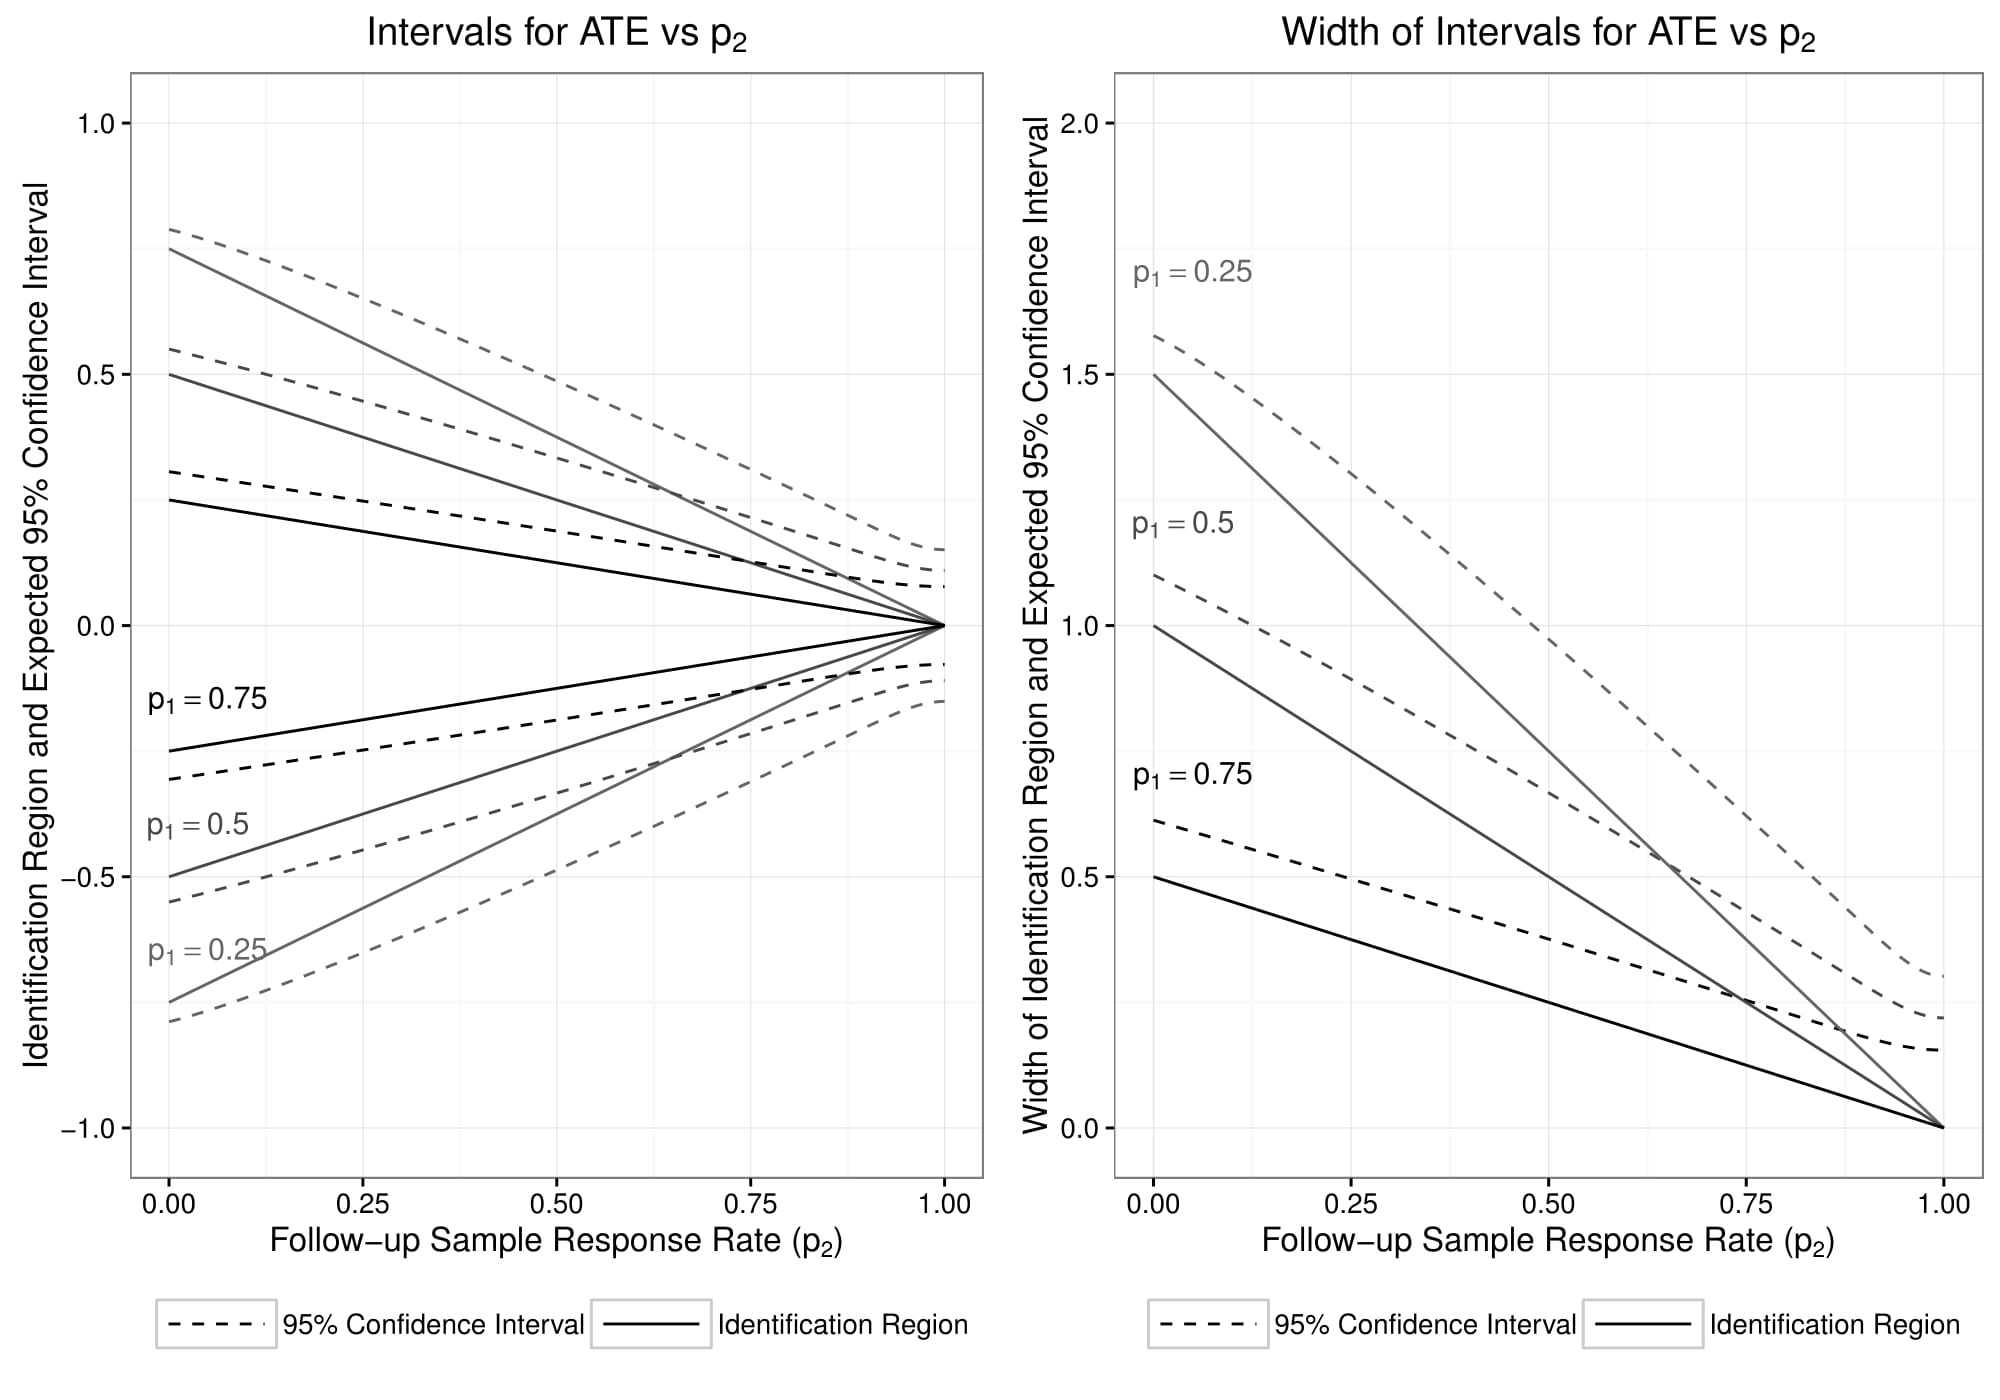 Intervals for ATE vs p₂
Identification Region and Expected 95% Confidence Interval
1.0
0.5
0.0
−0.5
−1.0
p₁ = 0.75
p₁ = 0.5
p₁ = 0.25
0.00 0.25 0.50 0.75 1.00
Follow−up Sample Response Rate (p₂)
95% Confidence Interval Identification Region
Width of Intervals for ATE vs p₂
Width of Identification Region and Expected 95% Confidence Interval
2.0
1.5
1.0
0.5
0.0
p₁ = 0.25
p₁ = 0.5
p₁ = 0.75
0.00 0.25 0.50 0.75 1.00
Follow−up Sample Response Rate (p₂)
95% Confidence Interval Identification Region